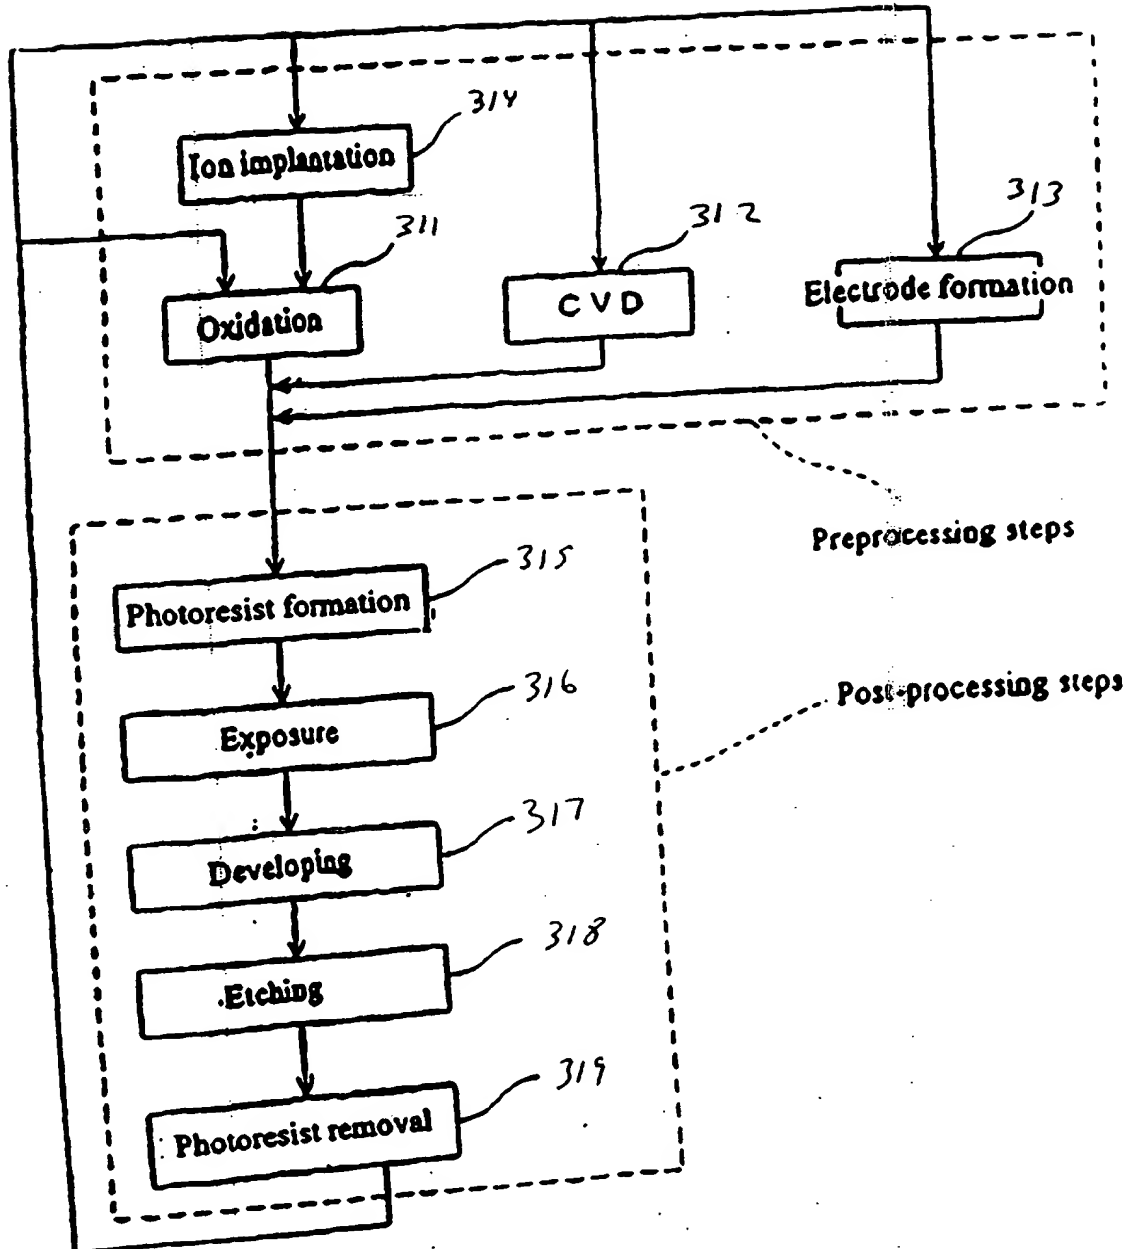 314
Ion implantation
311
312
313
Oxidation
CVD
Electrode formation
Preprocessing steps
315
Photoresist formation
316
Post-processing steps
Exposure
317
Developing
318
Etching
319
Photoresist removal